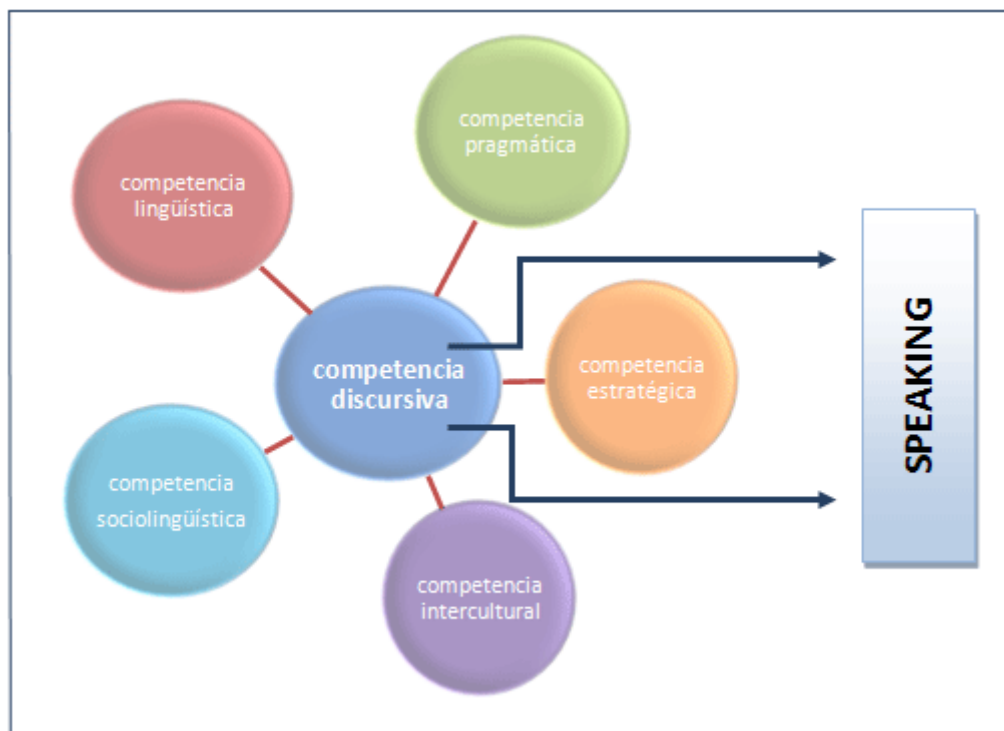 competencia
pragmática
competencia
lingüística
competencia
discursiva
competencia
estratégica
SPEAKING
competencia
sociolingüística
competencia
intercultural